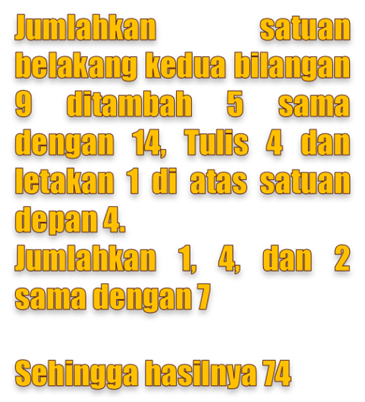 Jumlahkan satuan
belakang kedua bilangan
9 ditambah 5 sama
dengan 14, Tulis 4 dan
letakan 1 di atas satuan
depan 4.
Jumlahkan 1, 4, dan 2
sama dengan 7
Sehingga hasilnya 74